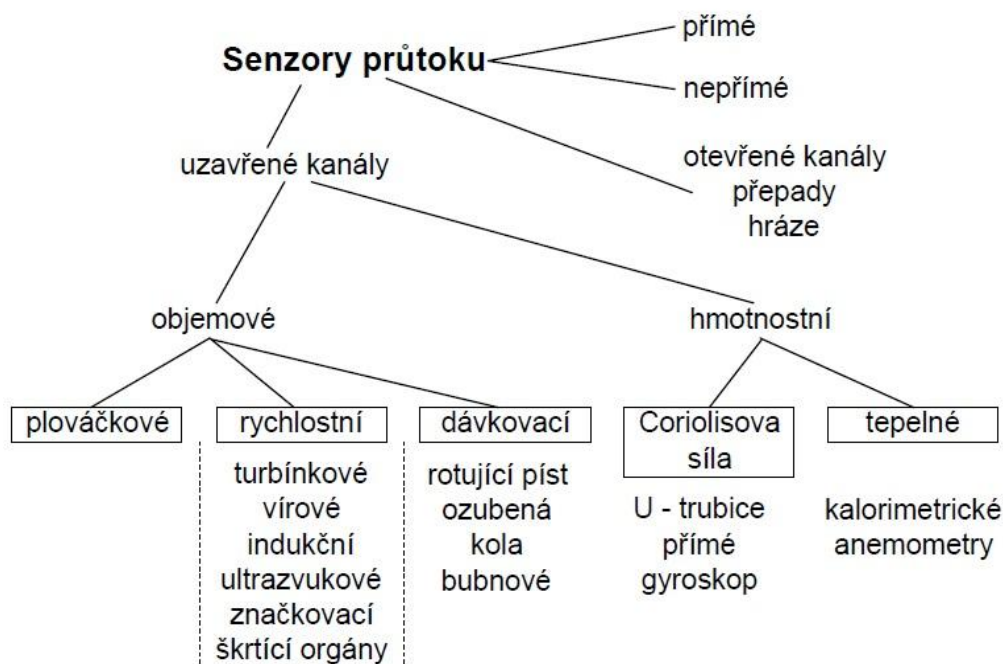 Senzory průtoku
přímé
nepřímé
uzavřené kanály
otevřené kanály
přepady
hráze
objemové
hmotnostní
plováčkové
rychlostní
turbínkové
vírové
indukční
ultrazvukové
značkovací
škrtící orgány
dávkovací
rotující píst
ozubená
kola
bubnové
Coriolisova
síla
U - trubice
přímé
gyroskop
tepelné
kalorimetrické
anemometry